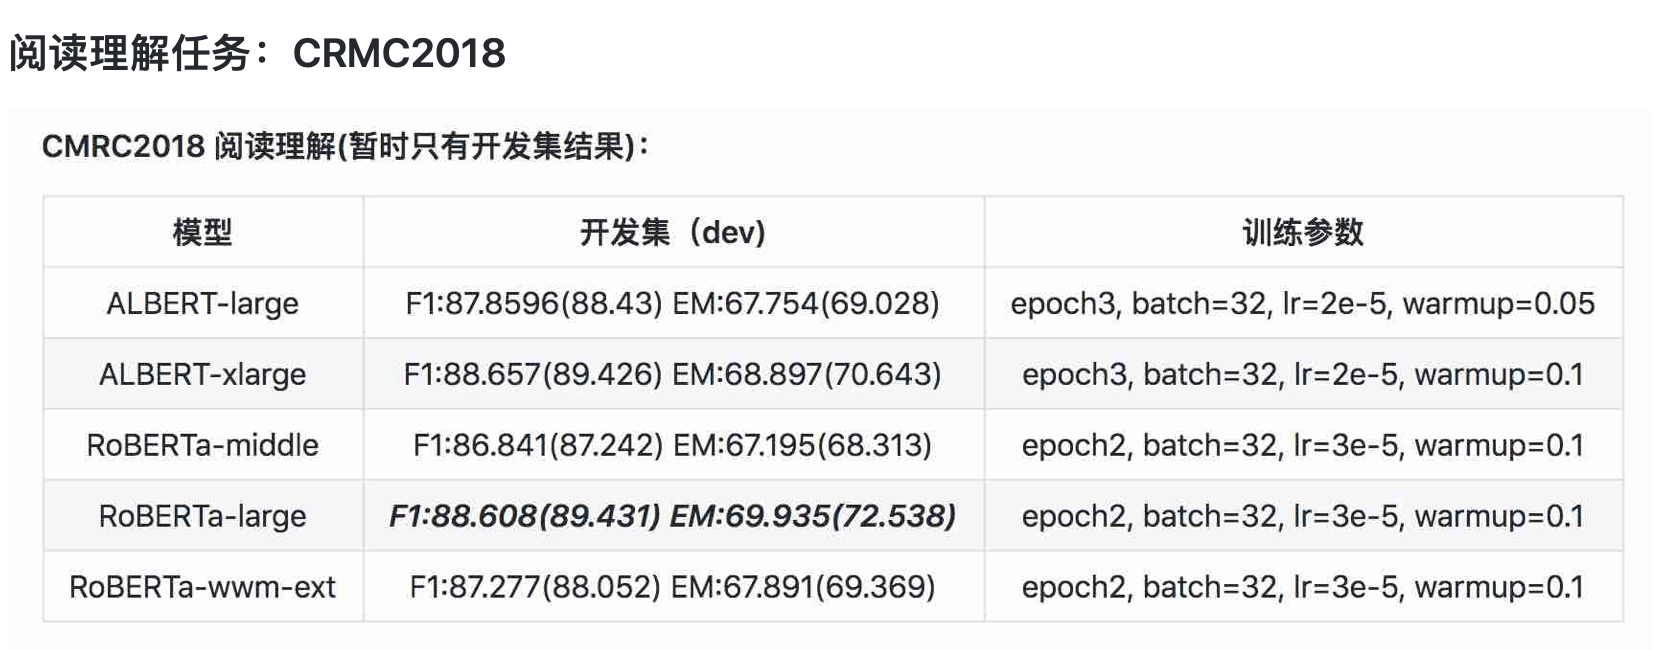 阅读理解任务：CRMC2018
CMRC2018 阅读理解(暂时只有开发集结果)：
模型 开发集（dev) 训练参数
ALBERT-large F1:87.8596(88.43) EM:67.754(69.028) epoch3, batch=32, lr=2e-5, warmup=0.05
ALBERT-xlarge F1:88.657(89.426) EM:68.897(70.643) epoch3, batch=32, lr=2e-5, warmup=0.1
RoBERTa-middle F1:86.841(87.242) EM:67.195(68.313) epoch2, batch=32, lr=3e-5, warmup=0.1
RoBERTa-large F1:88.608(89.431) EM:69.935(72.538) epoch2, batch=32, lr=3e-5, warmup=0.1
RoBERTa-wwm-ext F1:87.277(88.052) EM:67.891(69.369) epoch2, batch=32, lr=3e-5, warmup=0.1